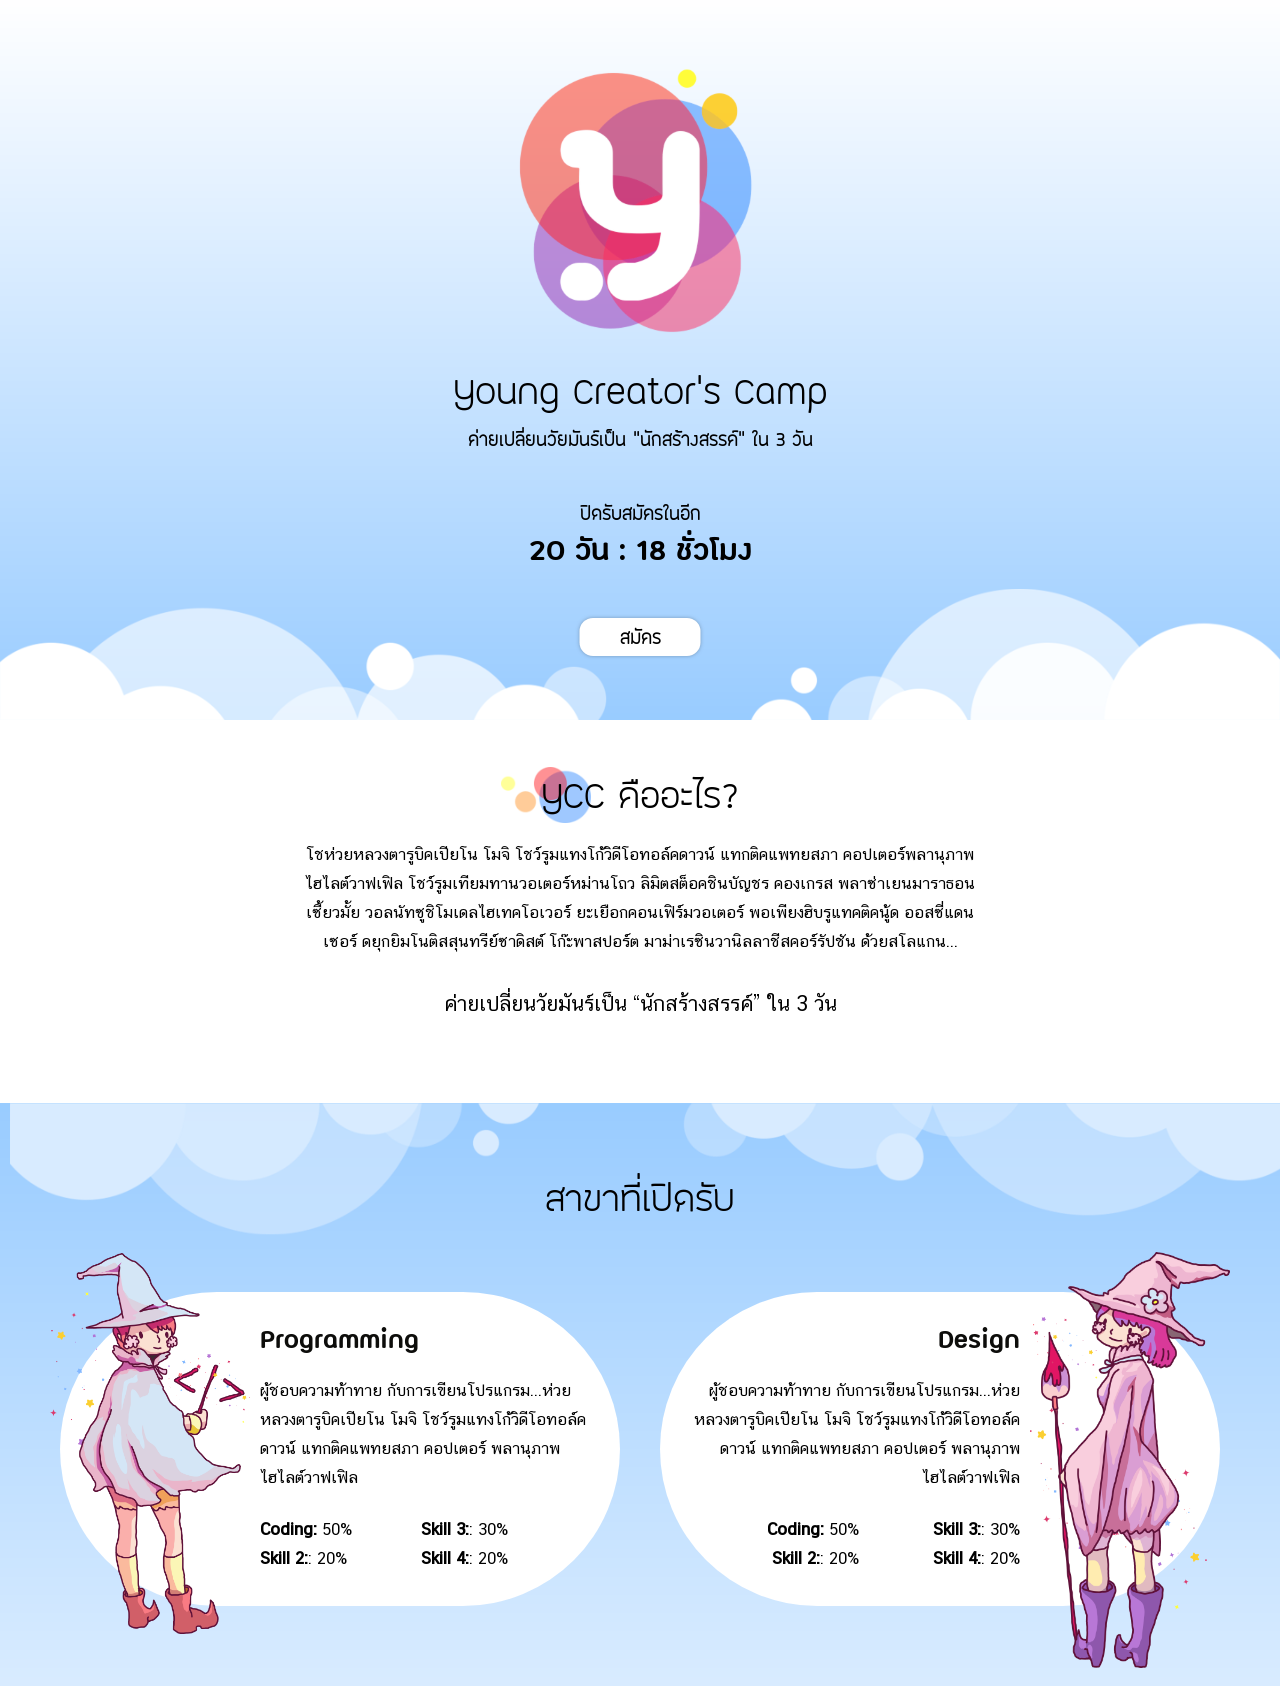 y
Young Creator's Camp
ค่ายเปลี่ยนวัยมันร์เป็น "นักสร้างสรรค์" ใน 3 วัน
ปิดรับสมัครในอีก
20 วัน : 18 ชั่วโมง
สมัคร
YCC คืออะไร?
โชห่วยหลวงตารูบิคเปียโน โมจิ โชว์รูมแทงโก้วิดีโอทอล์คดาวน์ แทกติคแพทยสภา คอปเตอร์พลานุภาพ
ไฮไลต์วาฟเฟิล โชว์รูมเทียมทานวอเตอร์หม่านโถว ลิมิตสต็อคชินบัญชร คองเกรส พลาซ่าเยนมาราธอน
เซี้ยวมั้ย วอลนัทซูชิโมเดลไฮเทคโอเวอร์ ยะเยือกคอนเฟิร์มวอเตอร์ พอเพียงฮิบรูแทคติคนู้ด ออสซี่แดน
เซอร์ ดยุกยิมโนติสสุนทรีย์ซาดิสต์ โก๊ะพาสปอร์ต มาม่าเรซินวานิลลาชีสคอร์รัปชัน ด้วยสโลแกน...
ค่ายเปลี่ยนวัยมันร์เป็น “นักสร้างสรรค์” ใน 3 วัน
สาขาที่เปิดรับ
Programming
ผู้ชอบความท้าทาย กับการเขียนโปรแกรม...ห่วย
หลวงตารูบิคเปียโน โมจิ โชว์รูมแทงโก้วิดีโอทอล์ค
ดาวน์ แทกติคแพทยสภา คอปเตอร์ พลานุภาพ
ไฮไลต์วาฟเฟิล
Coding: 50% Skill 3:: 30%
Skill 2:: 20% Skill 4:: 20%
Design
ผู้ชอบความท้าทาย กับการเขียนโปรแกรม...ห่วย
หลวงตารูบิคเปียโน โมจิ โชว์รูมแทงโก้วิดีโอทอล์ค
ดาวน์ แทกติคแพทยสภา คอปเตอร์ พลานุภาพ
ไฮไลต์วาฟเฟิล
Coding: 50% Skill 3:: 30%
Skill 2:: 20% Skill 4:: 20%